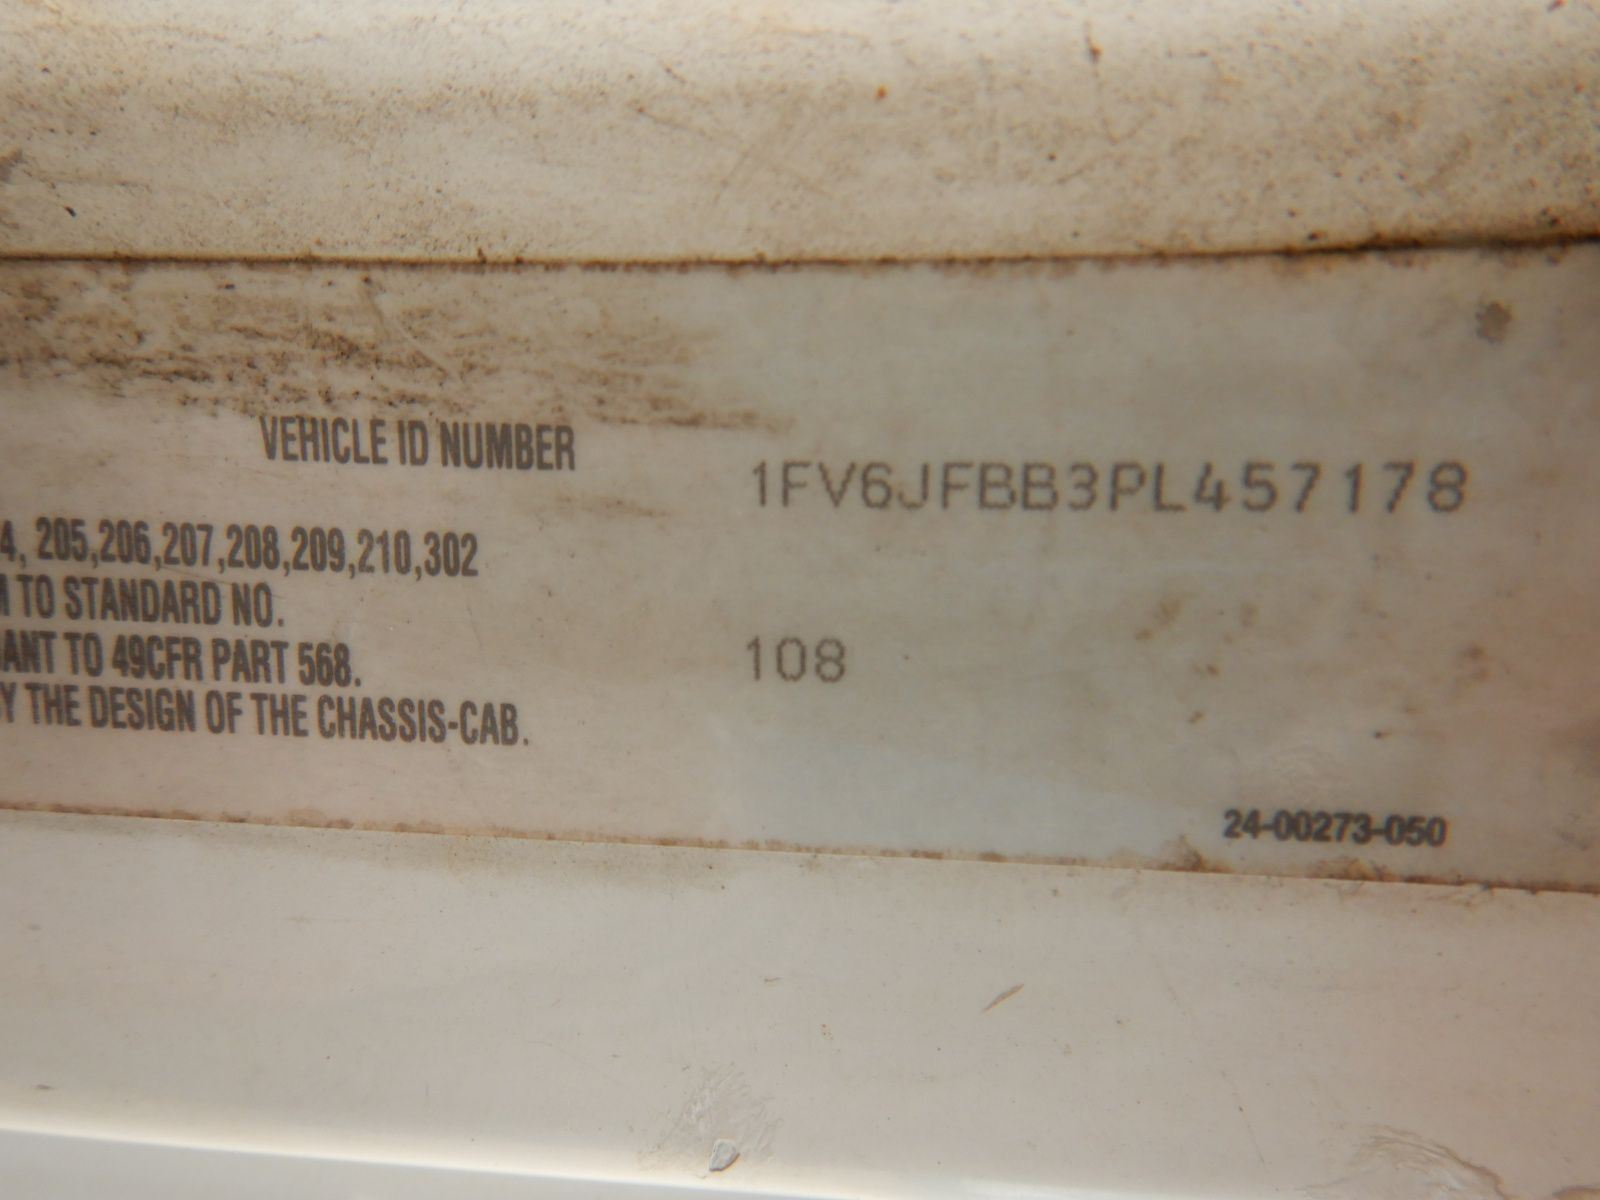 VEHICLE ID NUMBER 1FV6JFBB3PL457178
4, 205,206,207,208,209,210,302
TO STANDARD NO.
ANT TO 49CFR PART 568. 108
Y THE DESIGN OF THE CHASSIS-CAB.
24-00273-050